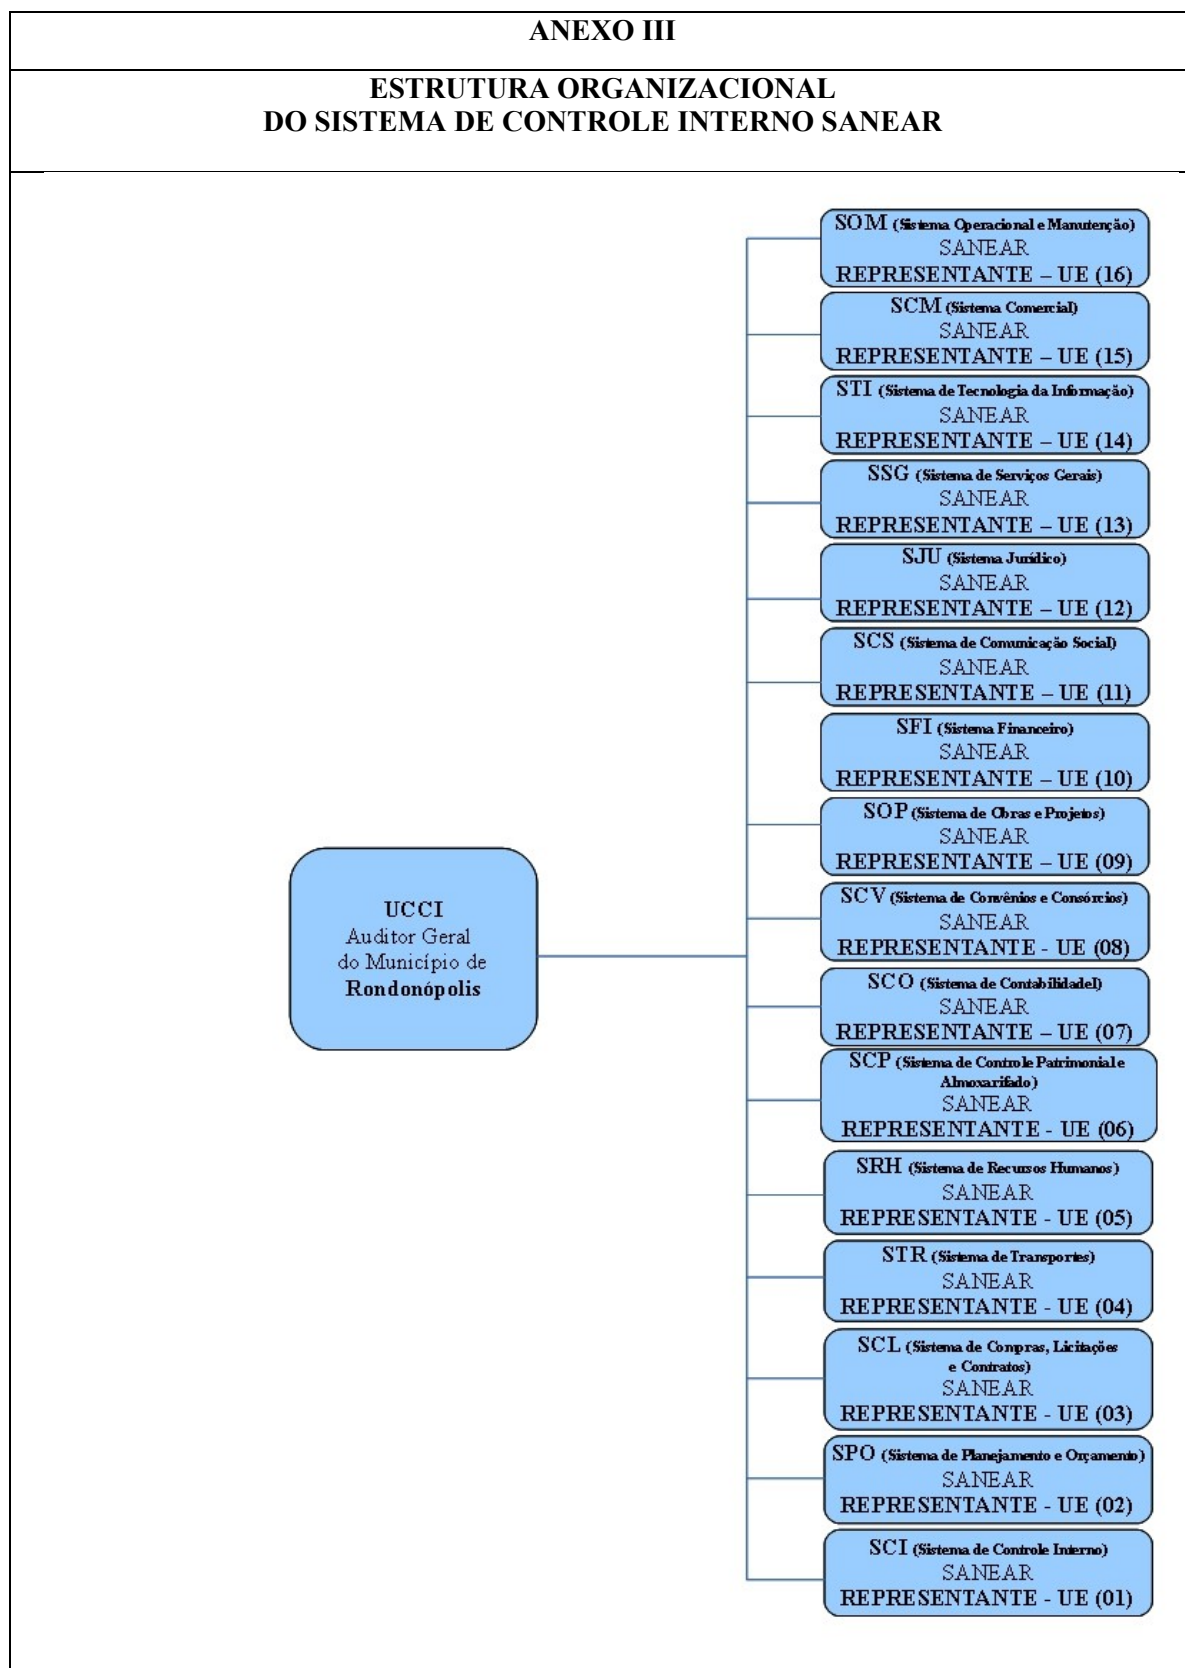 ANEXO III
ESTRUTURA ORGANIZACIONAL
DO SISTEMA DE CONTROLE INTERNO SANEAR
SOM (Sistema Operacional e Manutenção)
SANEAR
REPRESENTANTE – UE (16)
SCM (Sistema Comercial)
SANEAR
REPRESENTANTE – UE (15)
STI (Sistema de Tecnologia da Informação)
SANEAR
REPRESENTANTE – UE (14)
SSG (Sistema de Serviços Gerais)
SANEAR
REPRESENTANTE – UE (13)
SJU (Sistema Jurídico)
SANEAR
REPRESENTANTE – UE (12)
SCS (Sistema de Comunicação Social)
SANEAR
REPRESENTANTE – UE (11)
SFI (Sistema Financeiro)
SANEAR
REPRESENTANTE – UE (10)
SOP (Sistema de Obras e Projetos)
SANEAR
REPRESENTANTE – UE (09)
UCCI
Auditor Geral
do Município de
Rondonópolis
SCV (Sistema de Convênios e Consórcios)
SANEAR
REPRESENTANTE - UE (08)
SCO (Sistema de Contabilidadel)
SANEAR
REPRESENTANTE – UE (07)
SCP (Sistema de Controle Patrimonial e
Almoxarifado)
SANEAR
REPRESENTANTE - UE (06)
SRH (Sistema de Recursos Humanos)
SANEAR
REPRESENTANTE - UE (05)
STR (Sistema de Transportes)
SANEAR
REPRESENTANTE - UE (04)
SCL (Sistema de Compras, Licitações
e Contratos)
SANEAR
REPRESENTANTE - UE (03)
SPO (Sistema de Planejamento e Orçamento)
SANEAR
REPRESENTANTE - UE (02)
SCI (Sistema de Controle Interno)
SANEAR
REPRESENTANTE - UE (01)